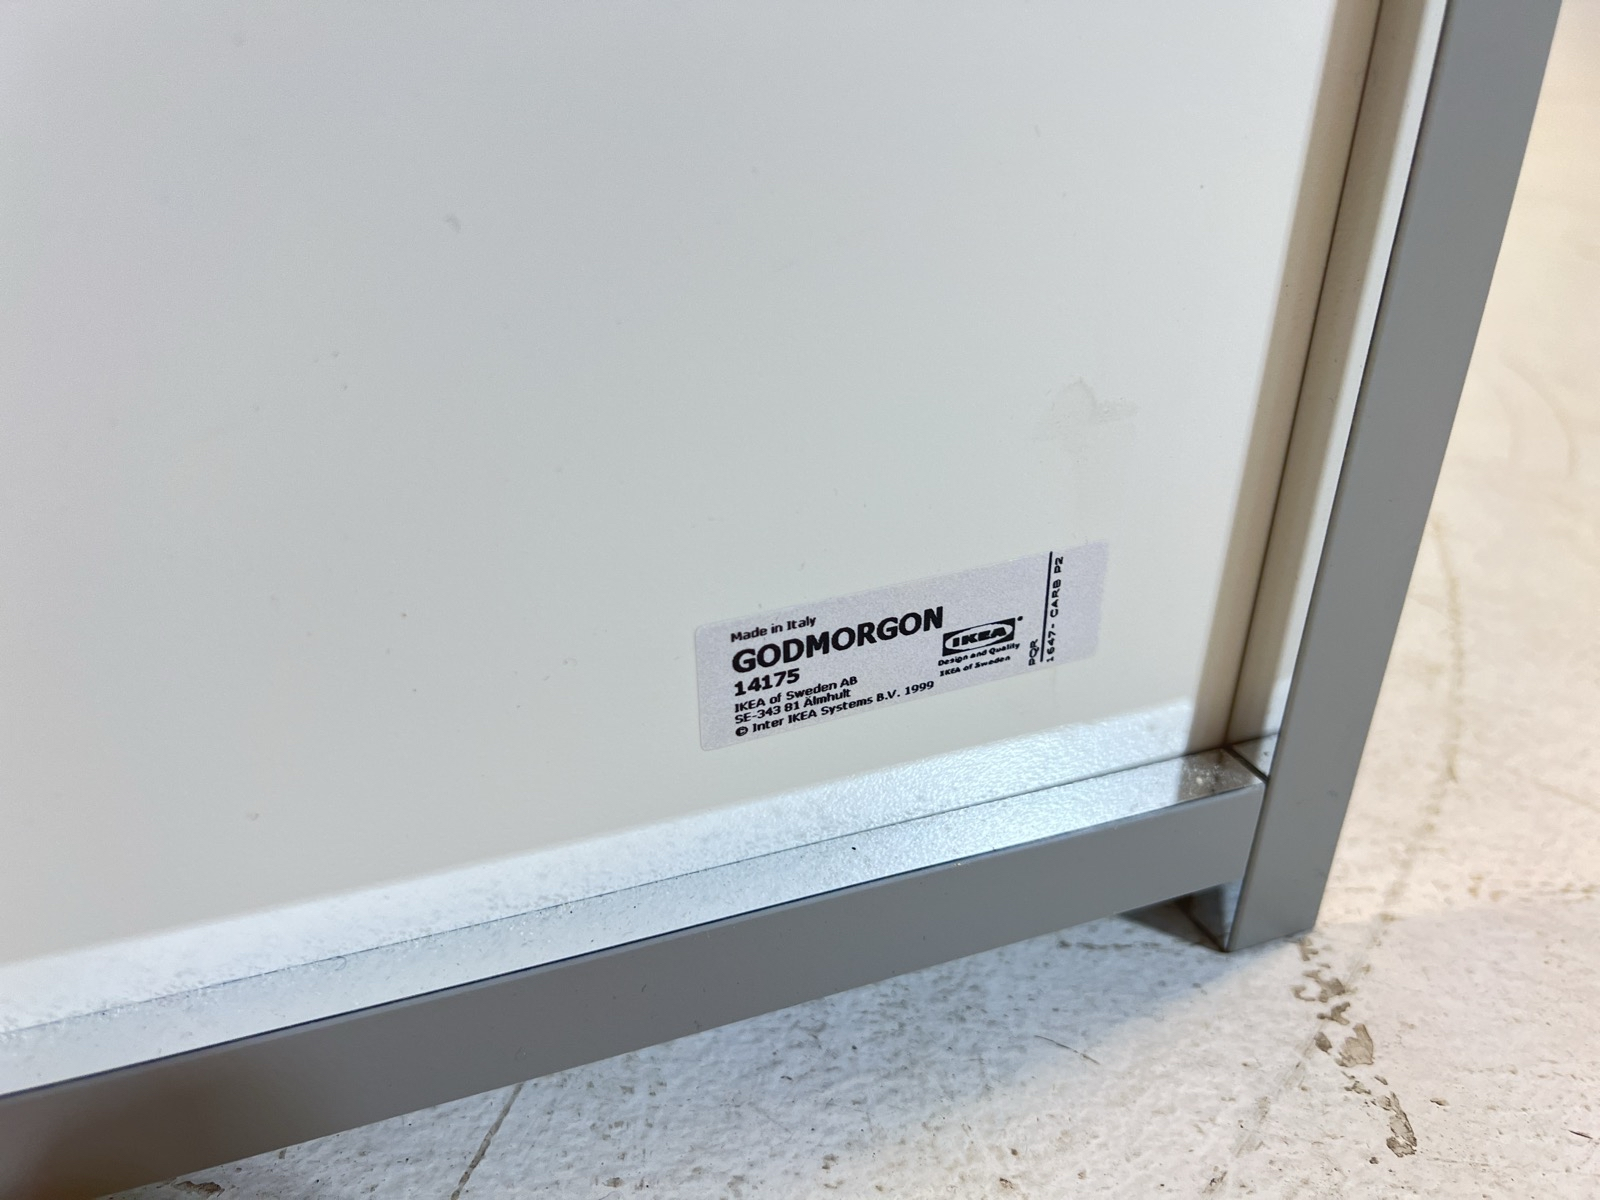 Made in Italy
GODMORGON
14175
IKEA of Sweden AB
SE-343 81 Älmhult
© Inter IKEA Systems B.V. 1999
IKEA
Design and Quality
IKEA of Sweden
PQR
1647- CARB P2